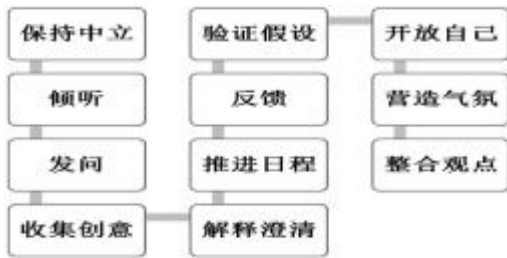 保持中立
倾听
发问
收集创意
解释澄清
推进日程
反馈
验证假设
开放自己
营造气氛
整合观点